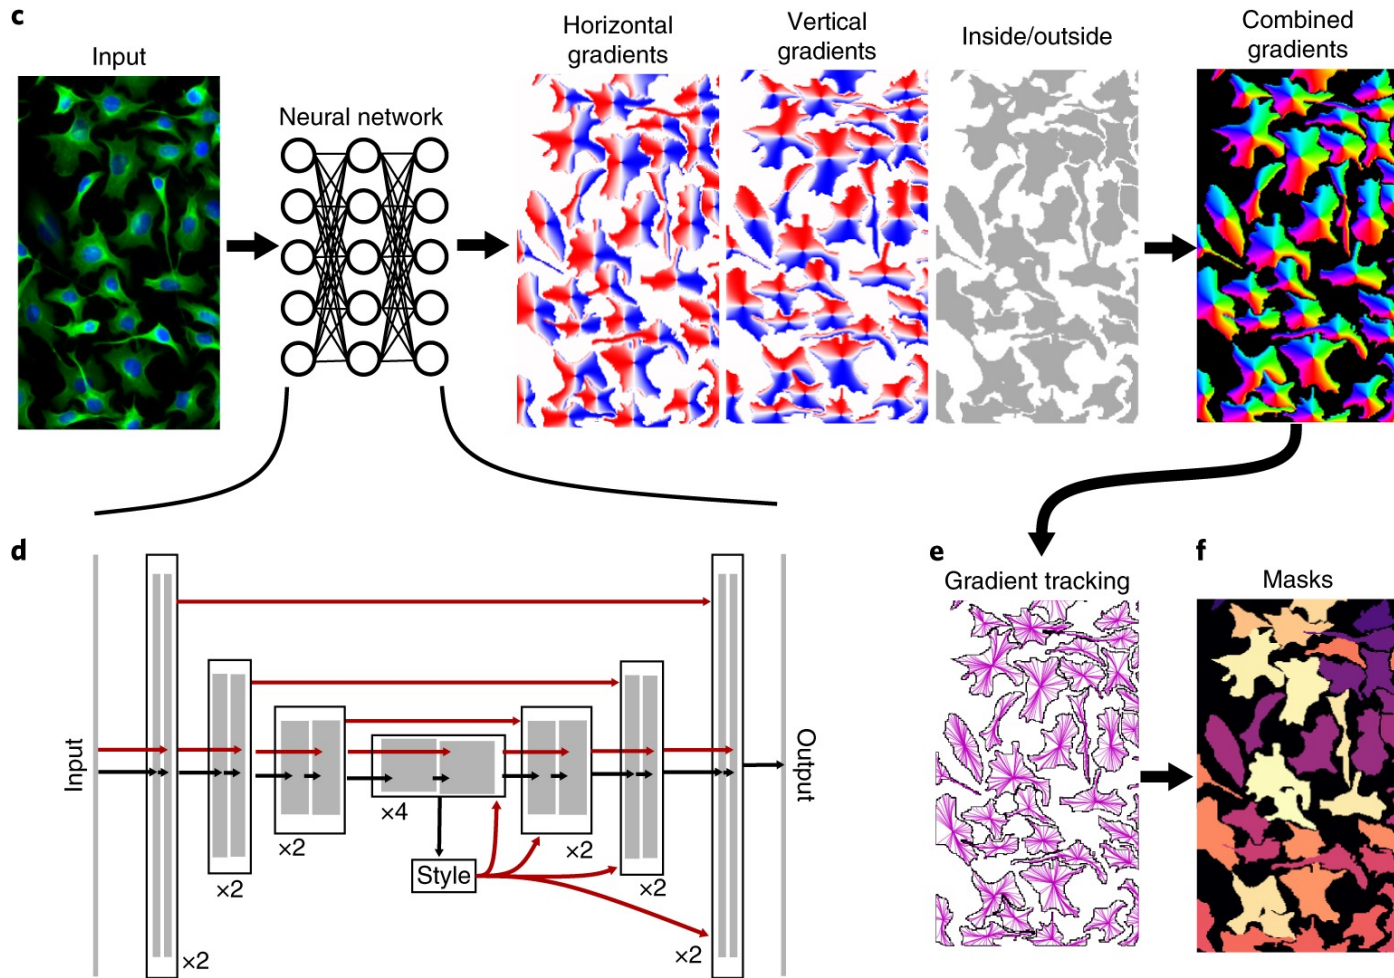 c
Input
Neural network
Horizontal
gradients
Vertical
gradients
Inside/outside
Combined
gradients
d
Input
×2
×2
×2
×4
Style
×2
×2
×2
Output
e
Gradient tracking
f
Masks